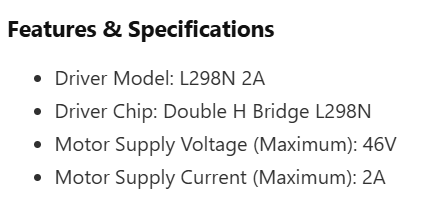 Features & Specifications
Driver Model: L298N 2A
Driver Chip: Double H Bridge L298N
Motor Supply Voltage (Maximum): 46V
Motor Supply Current (Maximum): 2A